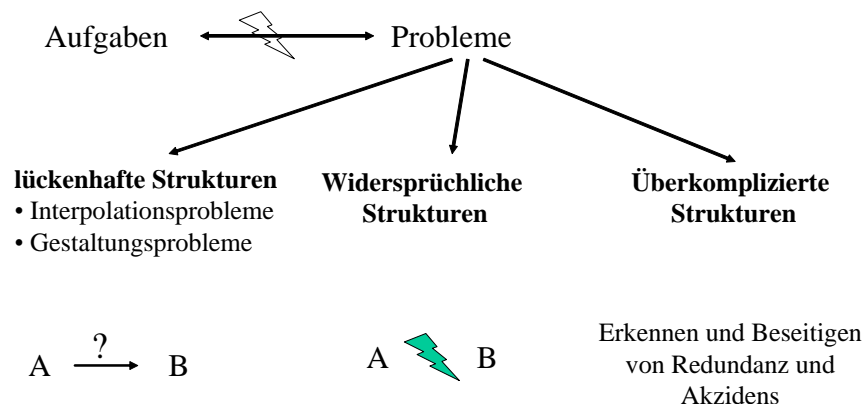 Aufgaben Probleme
lückenhafte Strukturen
• Interpolationsprobleme
• Gestaltungsprobleme
Widersprüchliche
Strukturen
Überkomplizierte
Strukturen
A ? B
A B
Erkennen und Beseitigen
von Redundanz und
Akzidens